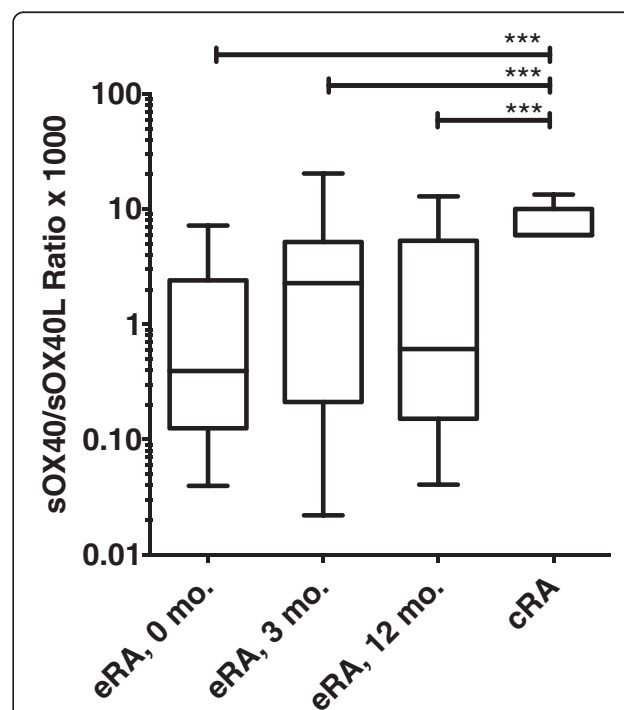 ***
***
***
100
10
1
0.10
0.01
sOX40/sOX40L Ratio x 1000
eRA, 0 mo.
eRA, 3 mo.
eRA, 12 mo.
cRA